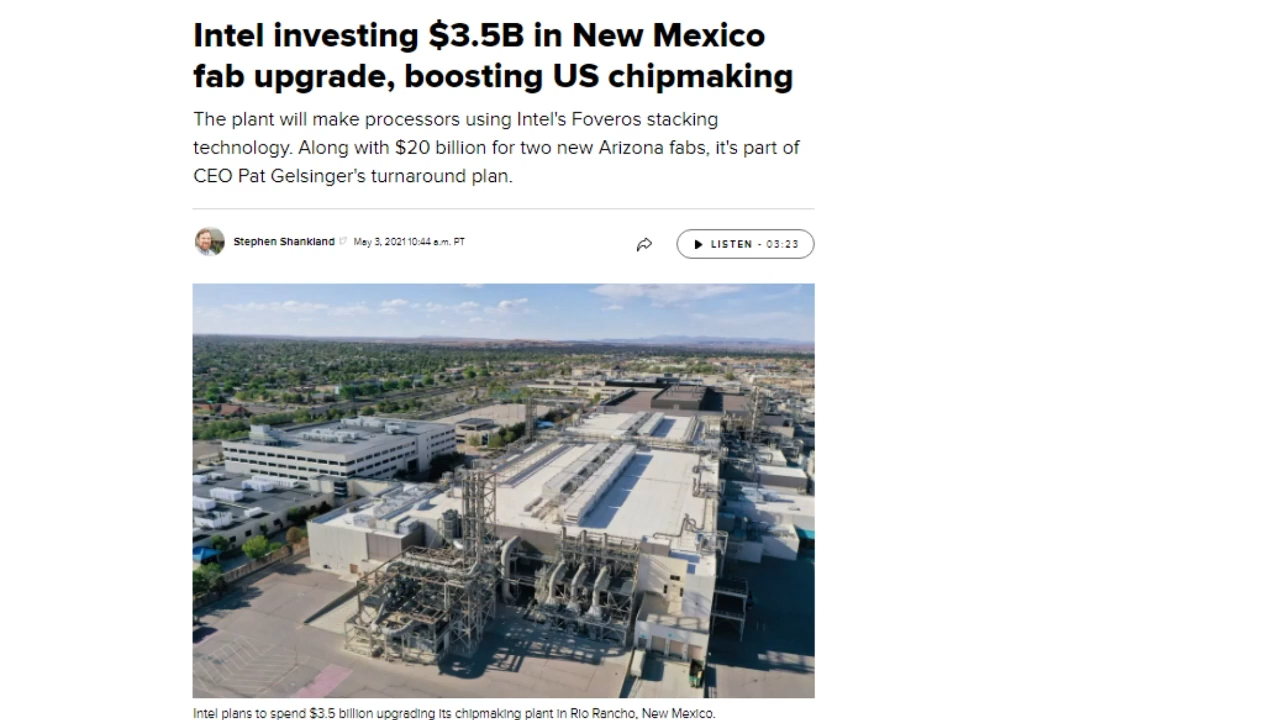 Intel investing $3.5B in New Mexico
fab upgrade, boosting US chipmaking
The plant will make processors using Intel's Foveros stacking
technology. Along with $20 billion for two new Arizona fabs, it's part of
CEO Pat Gelsinger's turnaround plan.
Stephen Shankland May 3, 2021 10:44 a.m. PT
LISTEN - 03:23
Intel plans to spend $3.5 billion upgrading its chipmaking plant in Rio Rancho, New Mexico.